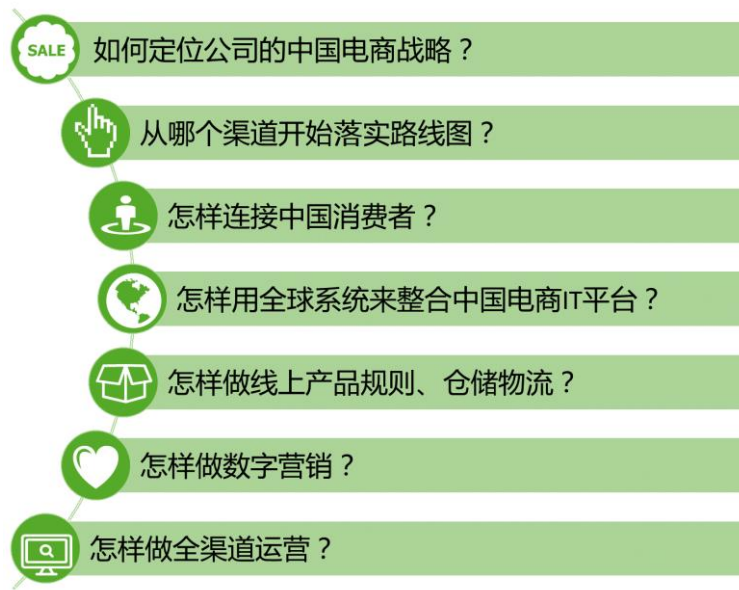 SALE
如何定位公司的中国电商战略？
从哪个渠道开始落实路线图？
怎样连接中国消费者？
怎样用全球系统来整合中国电商IT平台？
怎样做线上产品规则、仓储物流？
怎样做数字营销？
怎样做全渠道运营？